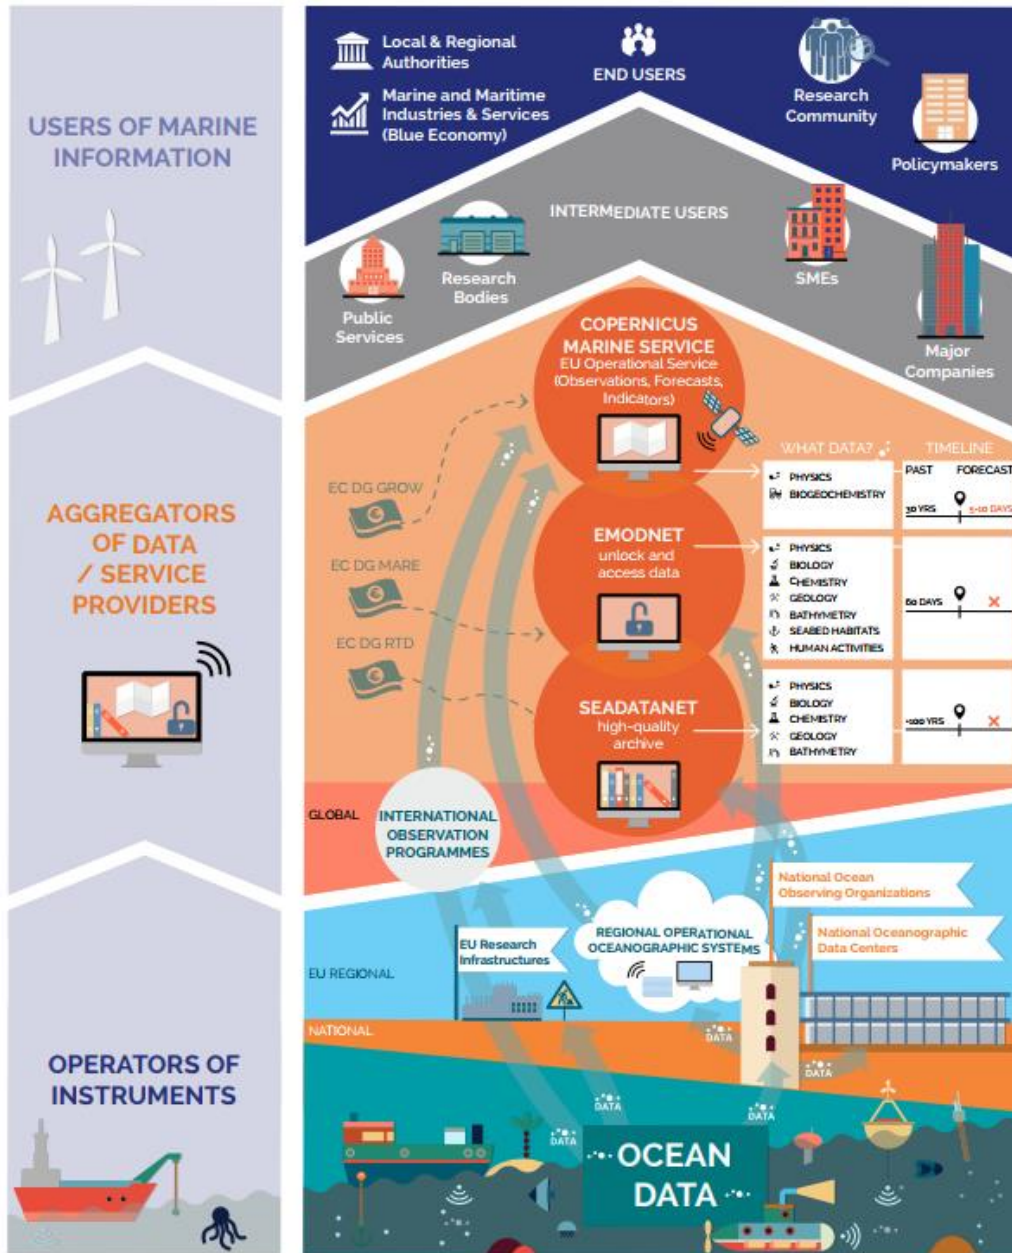 USERS OF MARINE
INFORMATION
AGGREGATORS
OF DATA
/ SERVICE
PROVIDERS
OPERATORS OF
INSTRUMENTS
Local & Regional
Authorities
Marine and Maritime
Industries & Services
(Blue Economy)
END USERS
Research
Community
Policymakers
INTERMEDIATE USERS
Public
Services
Research
Bodies
SMEs
Major
Companies
COPERNICUS
MARINE SERVICE
EU Operational Service
(Observations, Forecasts,
Indicators)
EC DG GROW
EC DG MARE
EC DG RTD
EMODNET
unlock and
access data
SEADATANET
high-quality
archive
WHAT DATA?
TIMELINE
PAST FORECAST
PHYSICS
BIOGEOCHEMISTRY
30 YRS 5-10 DAYS
PHYSICS
BIOLOGY
CHEMISTRY
GEOLOGY
BATHYMETRY
SEABED HABITATS
HUMAN ACTIVITIES
60 DAYS
PHYSICS
BIOLOGY
CHEMISTRY
GEOLOGY
BATHYMETRY
+100 YRS
GLOBAL
INTERNATIONAL
OBSERVATION
PROGRAMMES
EU REGIONAL
EU Research
Infrastructures
REGIONAL OPERATIONAL
OCEANOGRAPHIC SYSTEMS
National Ocean
Observing Organizations
National Oceanographic
Data Centers
NATIONAL
DATA
DATA
DATA
DATA
DATA
OCEAN
DATA